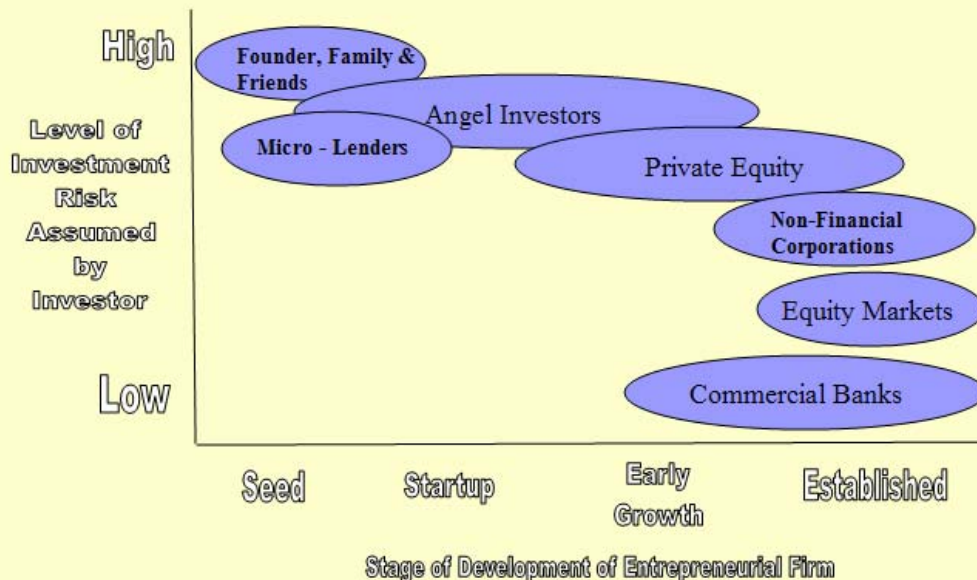 High
Founder, Family &
Friends
Angel Investors
Level of
Investment
Risk
Assumed
by
Investor
Micro - Lenders
Private Equity
Non-Financial
Corporations
Equity Markets
Low
Commercial Banks
Seed
Startup
Early
Growth
Established
Stage of Development of Entrepreneurial Firm